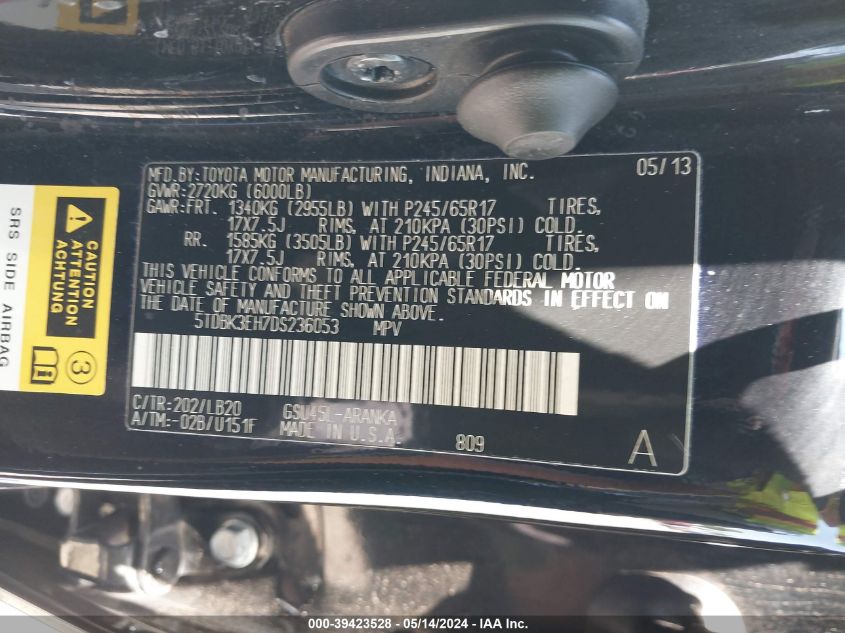 MFD.BY:TOYOTA MOTOR MANUFACTURING, INDIANA, INC. 05/13
GVWR:2720KG (6000LB)
GAWR:FRT. 1340KG (2955LB) WITH P245/65R17 TIRES,
17X7.5J RIMS, AT 210KPA (30PSI) COLD.
RR. 1585KG (3505LB) WITH P245/65R17 TIRES,
17X7.5J RIMS, AT 210KPA (30PSI) COLD.
THIS VEHICLE CONFORMS TO ALL APPLICABLE FEDERAL MOTOR
VEHICLE SAFETY AND THEFT PREVENTION STANDARDS IN EFFECT ON
THE DATE OF MANUFACTURE SHOWN ABOVE.
5TDBK3EH7DS236053 MPV
C/TR:202/LB20 GSU45L-ARANKA
A/TM:-02B/U151F MADE IN U.S.A.
809 A
SRS SIDE AIRBAG
CAUTION
ATTENTION
CAUTION
3
000-39423528 - 05/14/2024 - IAA Inc.